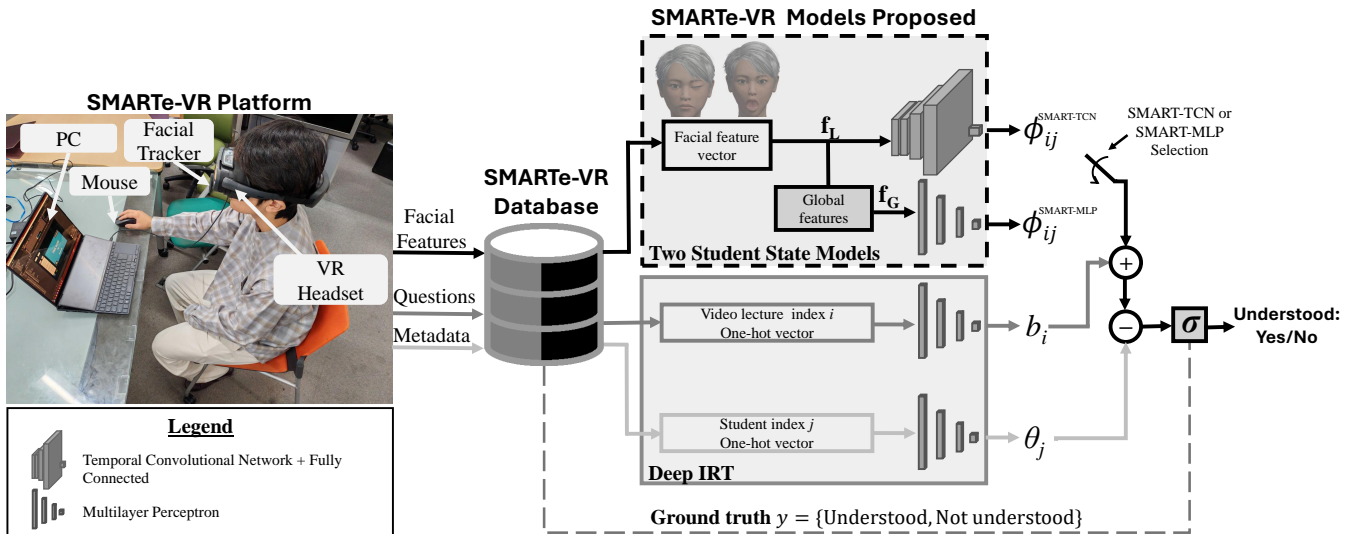 SMARTe-VR Models Proposed
SMARTe-VR Platform
PC
Facial
Tracker
Mouse
VR
Headset
Facial
Features
Questions
Metadata
SMARTe-VR
Database
Facial feature
vector
f_L
Global
features
f_G
Two Student State Models
ϕ_ij^SMART-TCN
ϕ_ij^SMART-MLP
SMART-TCN or
SMART-MLP
Selection
Video lecture index i
One-hot vector
b_i
Student index j
One-hot vector
θ_j
Deep IRT
+
−
σ
Understood:
Yes/No
Ground truth y = {Understood, Not understood}
Legend
Temporal Convolutional Network + Fully
Connected
Multilayer Perceptron